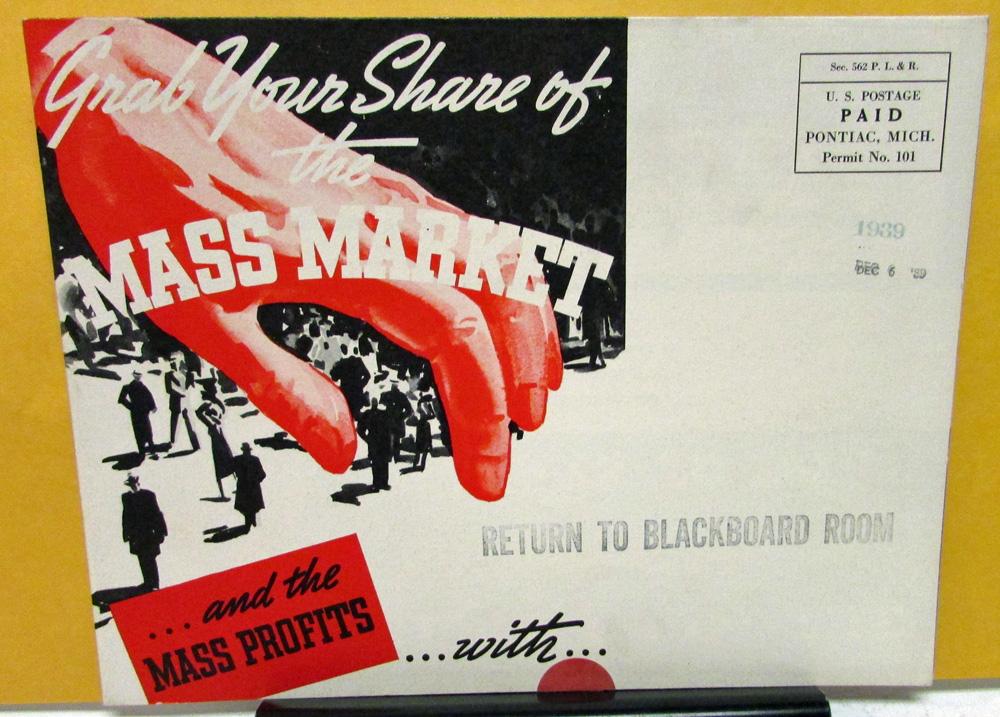 Grab Your Share of
the
MASS MARKET
Sec. 562 P. L. & R.
U. S. POSTAGE
PAID
PONTIAC, MICH.
Permit No. 101
1939
DEC 6 '39
RETURN TO BLACKBOARD ROOM
... and the
MASS PROFITS
...with...